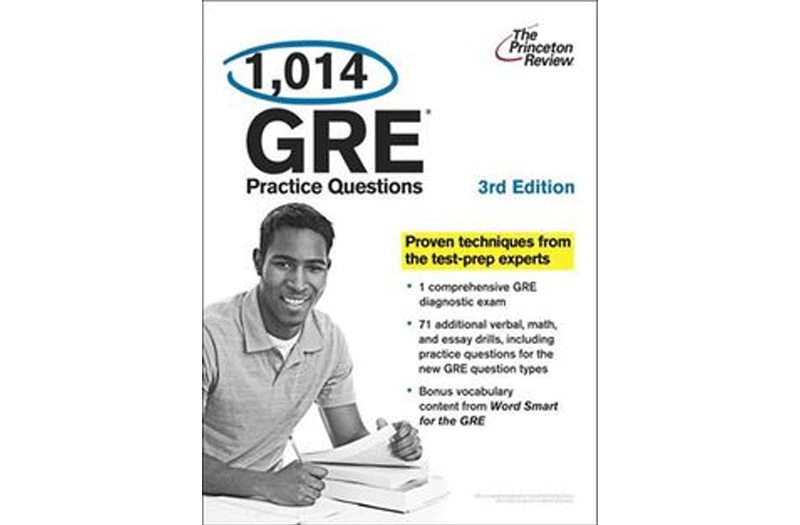 The
Princeton
Review
1,014
GRE®
Practice Questions
3rd Edition
Proven techniques from
the test-prep experts
• 1 comprehensive GRE
diagnostic exam
• 71 additional verbal, math,
and essay drills, including
practice questions for the
new GRE question types
• Bonus vocabulary
content from Word Smart
for the GRE